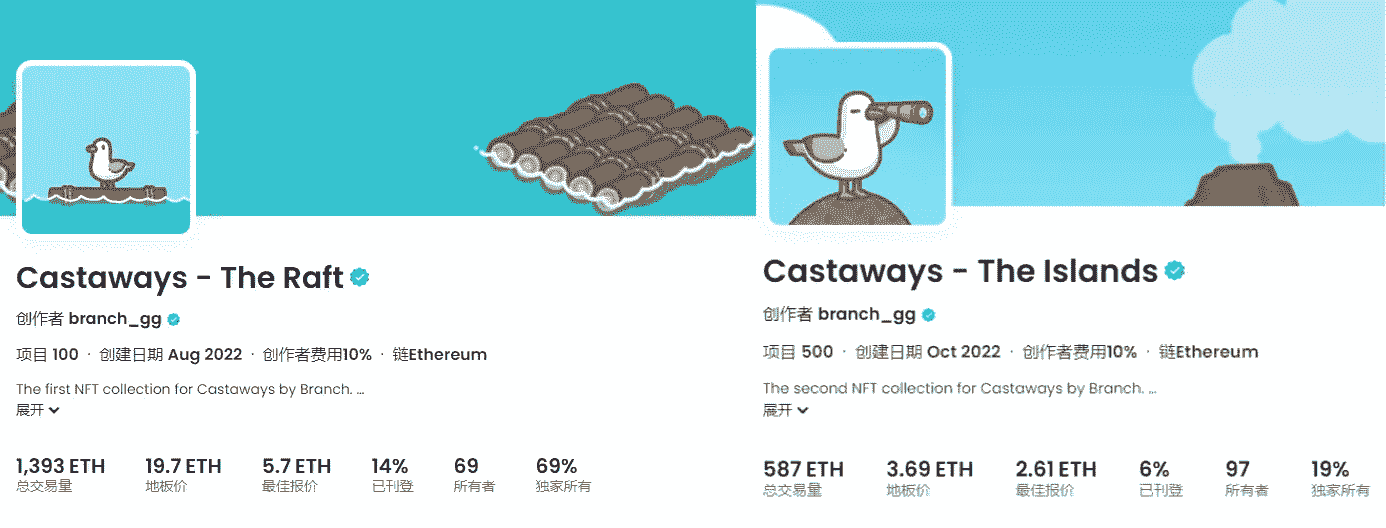 Castaways - The Raft
创作者 branch_gg
项目 100 · 创建日期 Aug 2022 · 创作者费用10% · 链Ethereum
The first NFT collection for Castaways by Branch. ...
展开
1,393 ETH 19.7 ETH 5.7 ETH 14% 69 69%
总交易量 地板价 最佳报价 已刊登 所有者 独家所有
Castaways - The Islands
创作者 branch_gg
项目 500 · 创建日期 Oct 2022 · 创作者费用10% · 链Ethereum
The second NFT collection for Castaways by Branch. ...
展开
587 ETH 3.69 ETH 2.61 ETH 6% 97 19%
总交易量 地板价 最佳报价 已刊登 所有者 独家所有